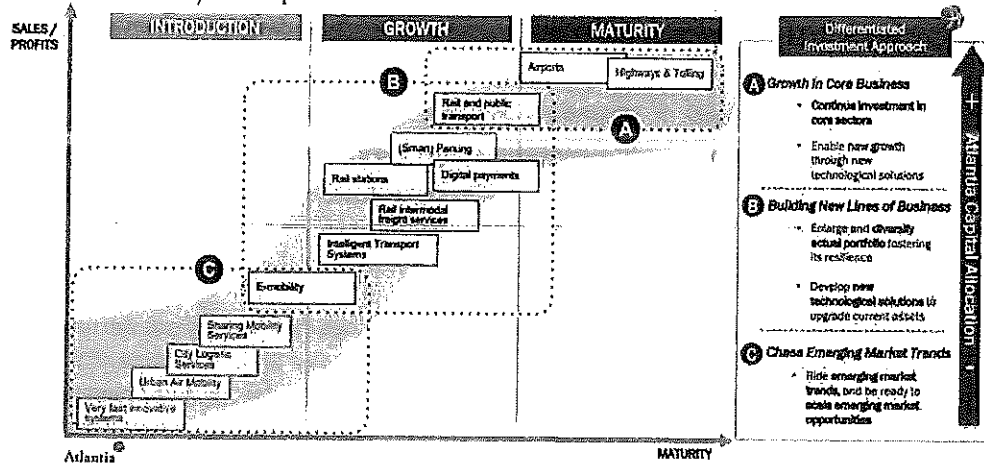 SALES /
PROFITS
INTRODUCTION
GROWTH
MATURITY
Airports
Highways & Tolling
B
Rail and public
transport
A
(Smart) Parking
Rail stations
Digital payments
Rail intermodal
freight services
Intelligent Transport
Systems
C
E-mobility
Sharing Mobility
Services
City Logistic
Services
Urban Air Mobility
Very fast innovative
systems
Atlantia
MATURITY
Differentiated
Investment Approach
A Growth in Core Business
• Continue investment in
core sectors
• Enable new growth
through new
technological solutions
B Building New Lines of Business
• Enlarge and diversify
actual portfolio fostering
its resilience
• Develop new
technological solutions to
upgrade current assets
C Chase Emerging Market Trends
• Ride emerging market
trends, and be ready to
scale emerging market
opportunities
+ Atlantia Capital Allocation -